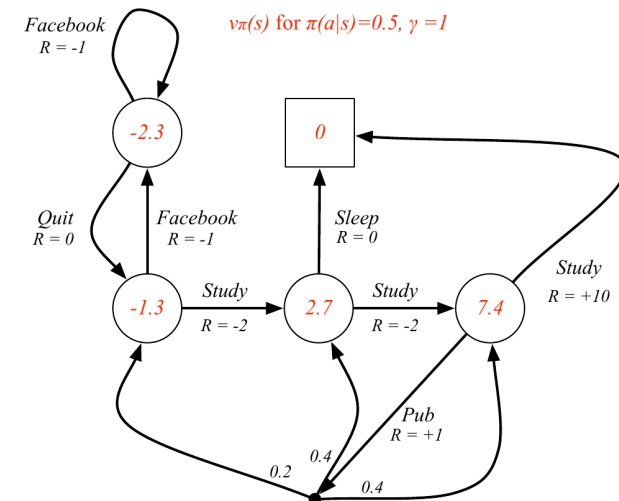 vπ(s) for π(a|s)=0.5, γ =1
Facebook
R = -1
-2.3
0
Quit
R = 0
Facebook
R = -1
Sleep
R = 0
Study
R = +10
-1.3
Study
R = -2
2.7
Study
R = -2
7.4
Pub
R = +1
0.2
0.4
0.4